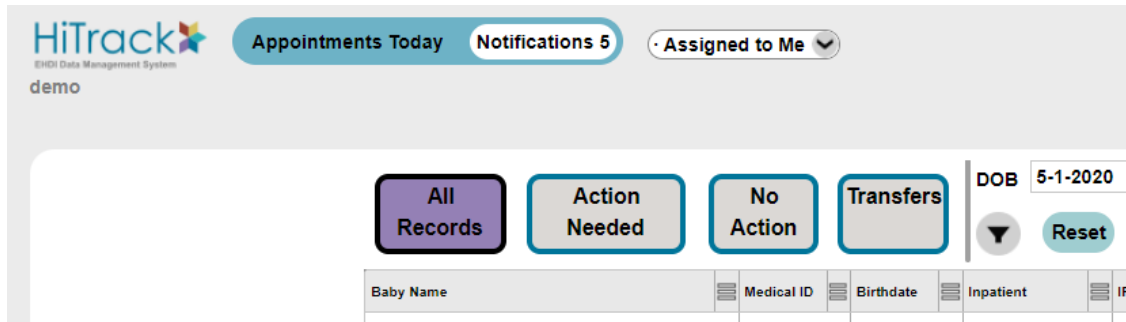 HiTrack
EHDI Data Management System
demo
Appointments Today
Notifications 5
· Assigned to Me
All
Records
Action
Needed
No
Action
Transfers
DOB
5-1-2020
Reset
Baby Name
Medical ID
Birthdate
Inpatient